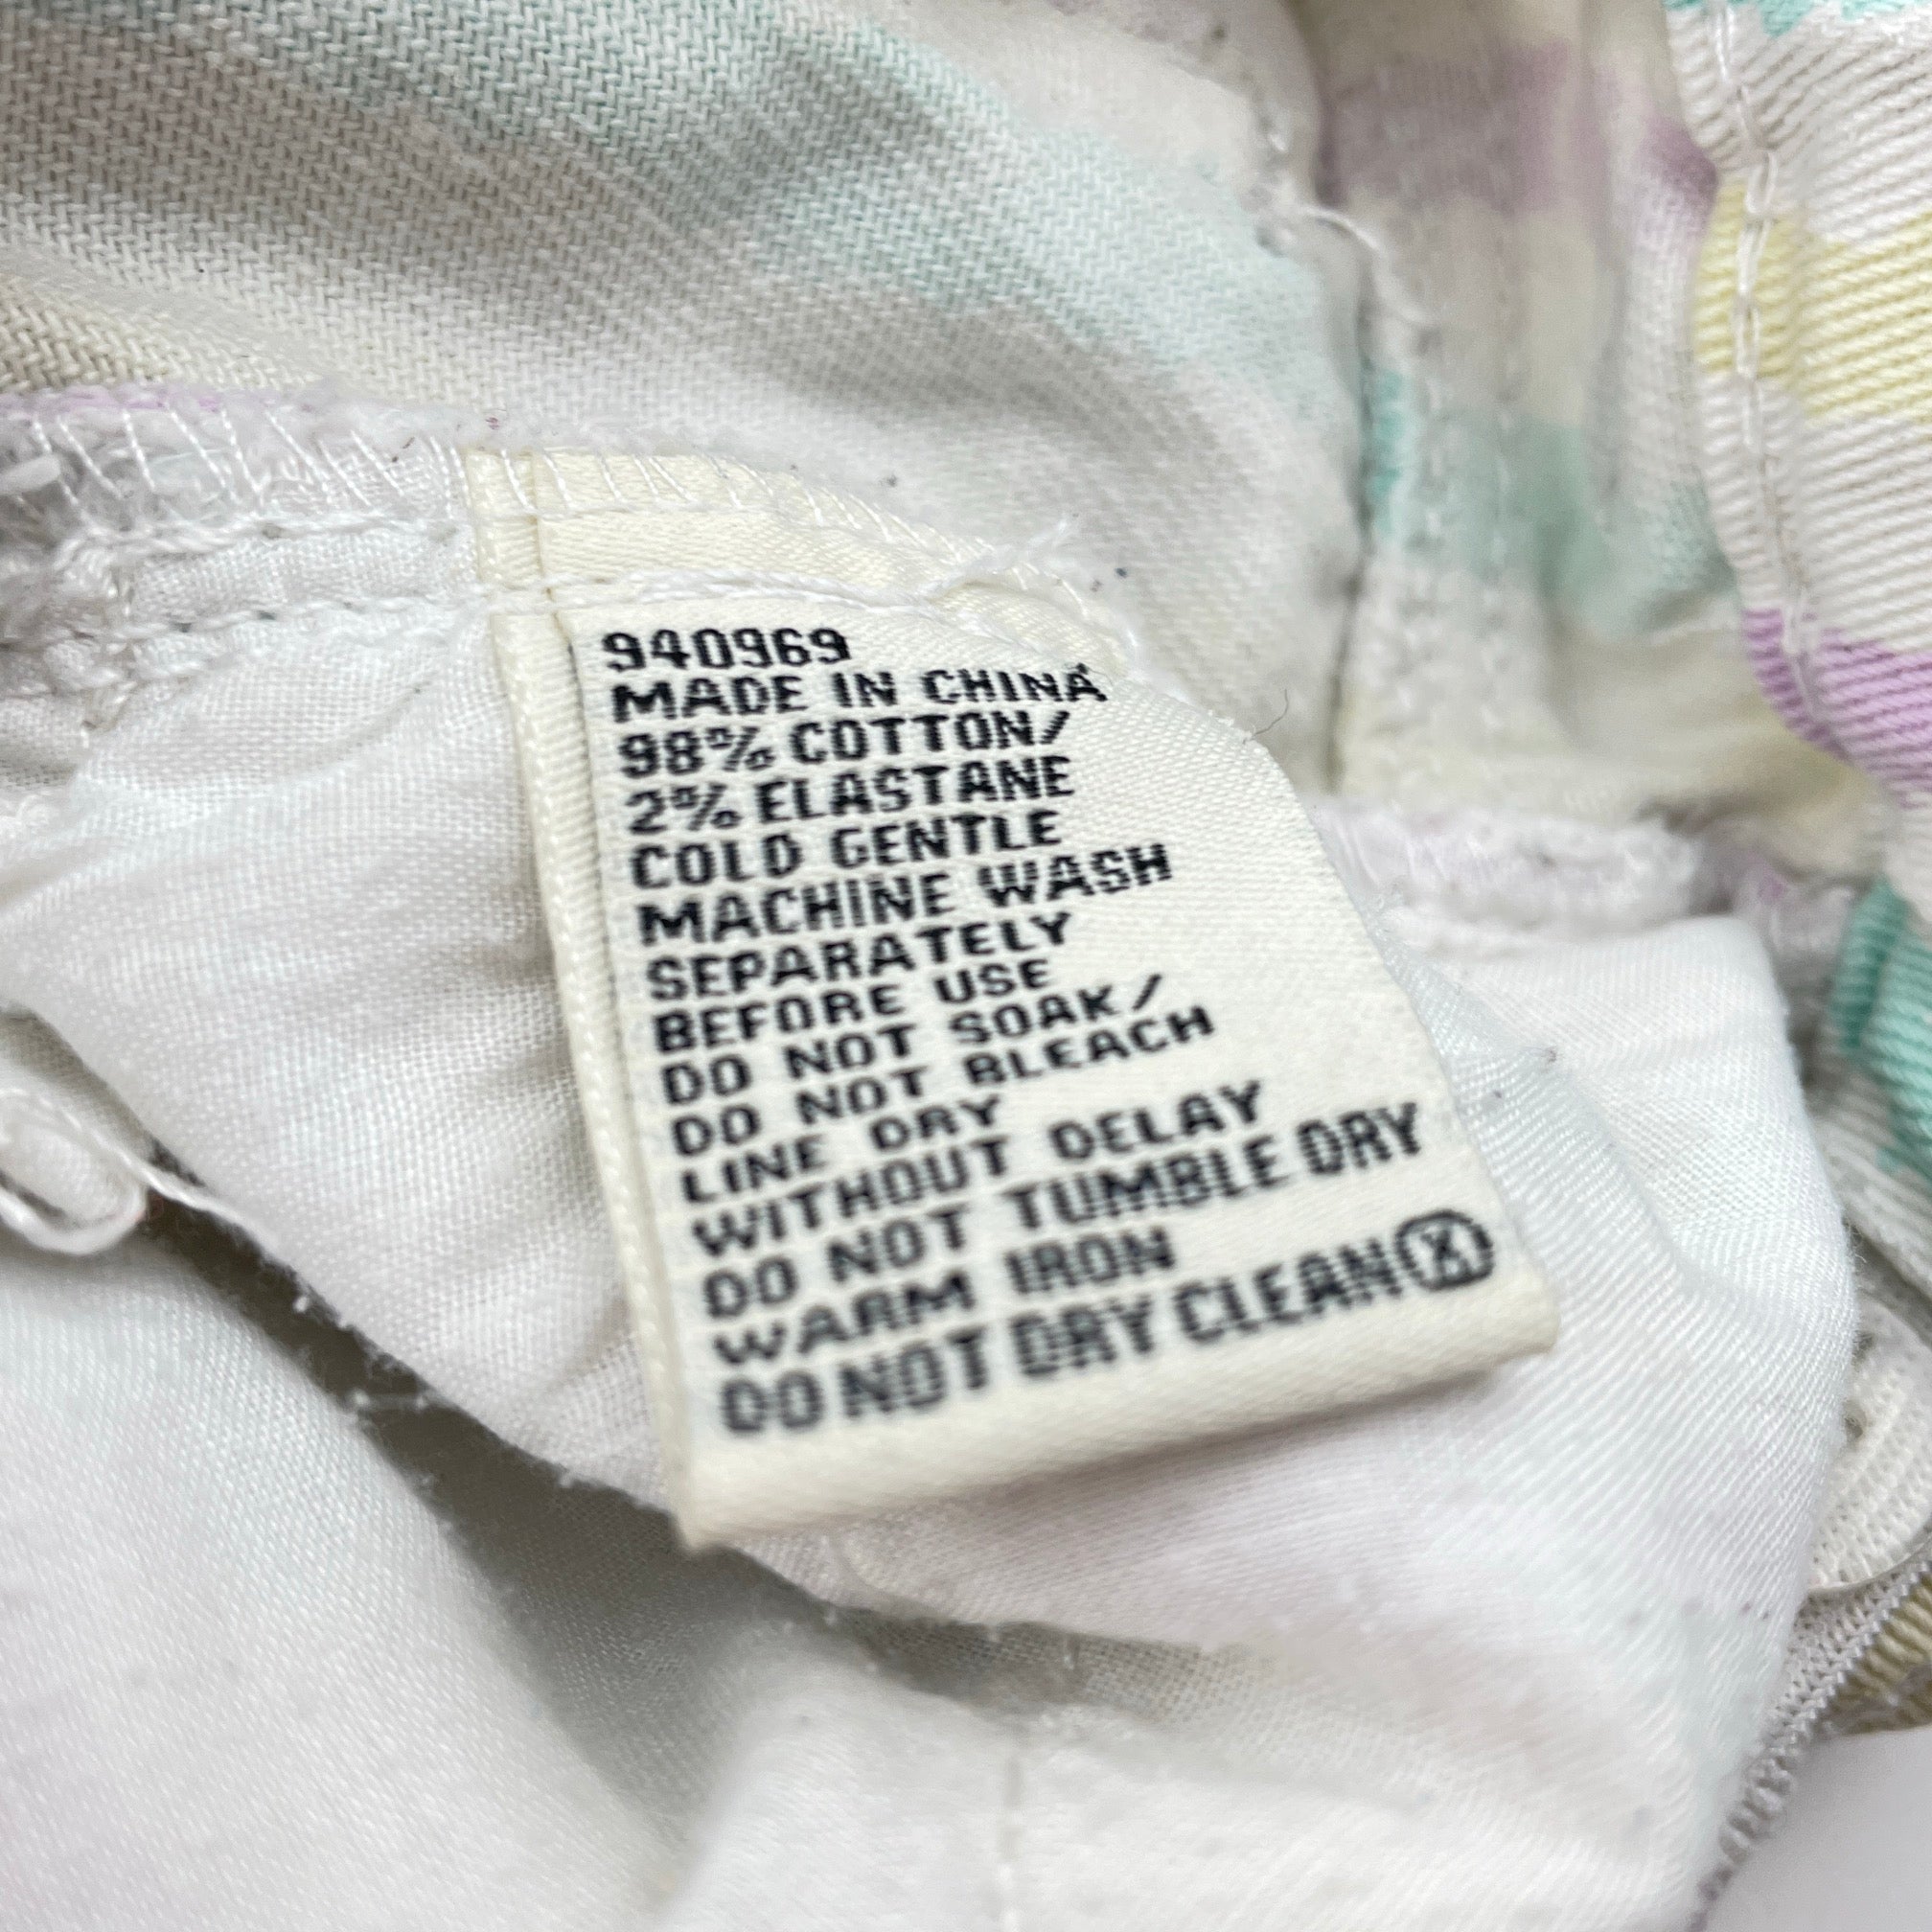 940969
MADE IN CHINA
98% COTTON/
2% ELASTANE
COLD GENTLE
MACHINE WASH
SEPARATELY
BEFORE USE
DO NOT SOAK/
DO NOT BLEACH
LINE DRY
WITHOUT DELAY
DO NOT TUMBLE DRY
WARM IRON
DO NOT DRY CLEAN Ⓧ